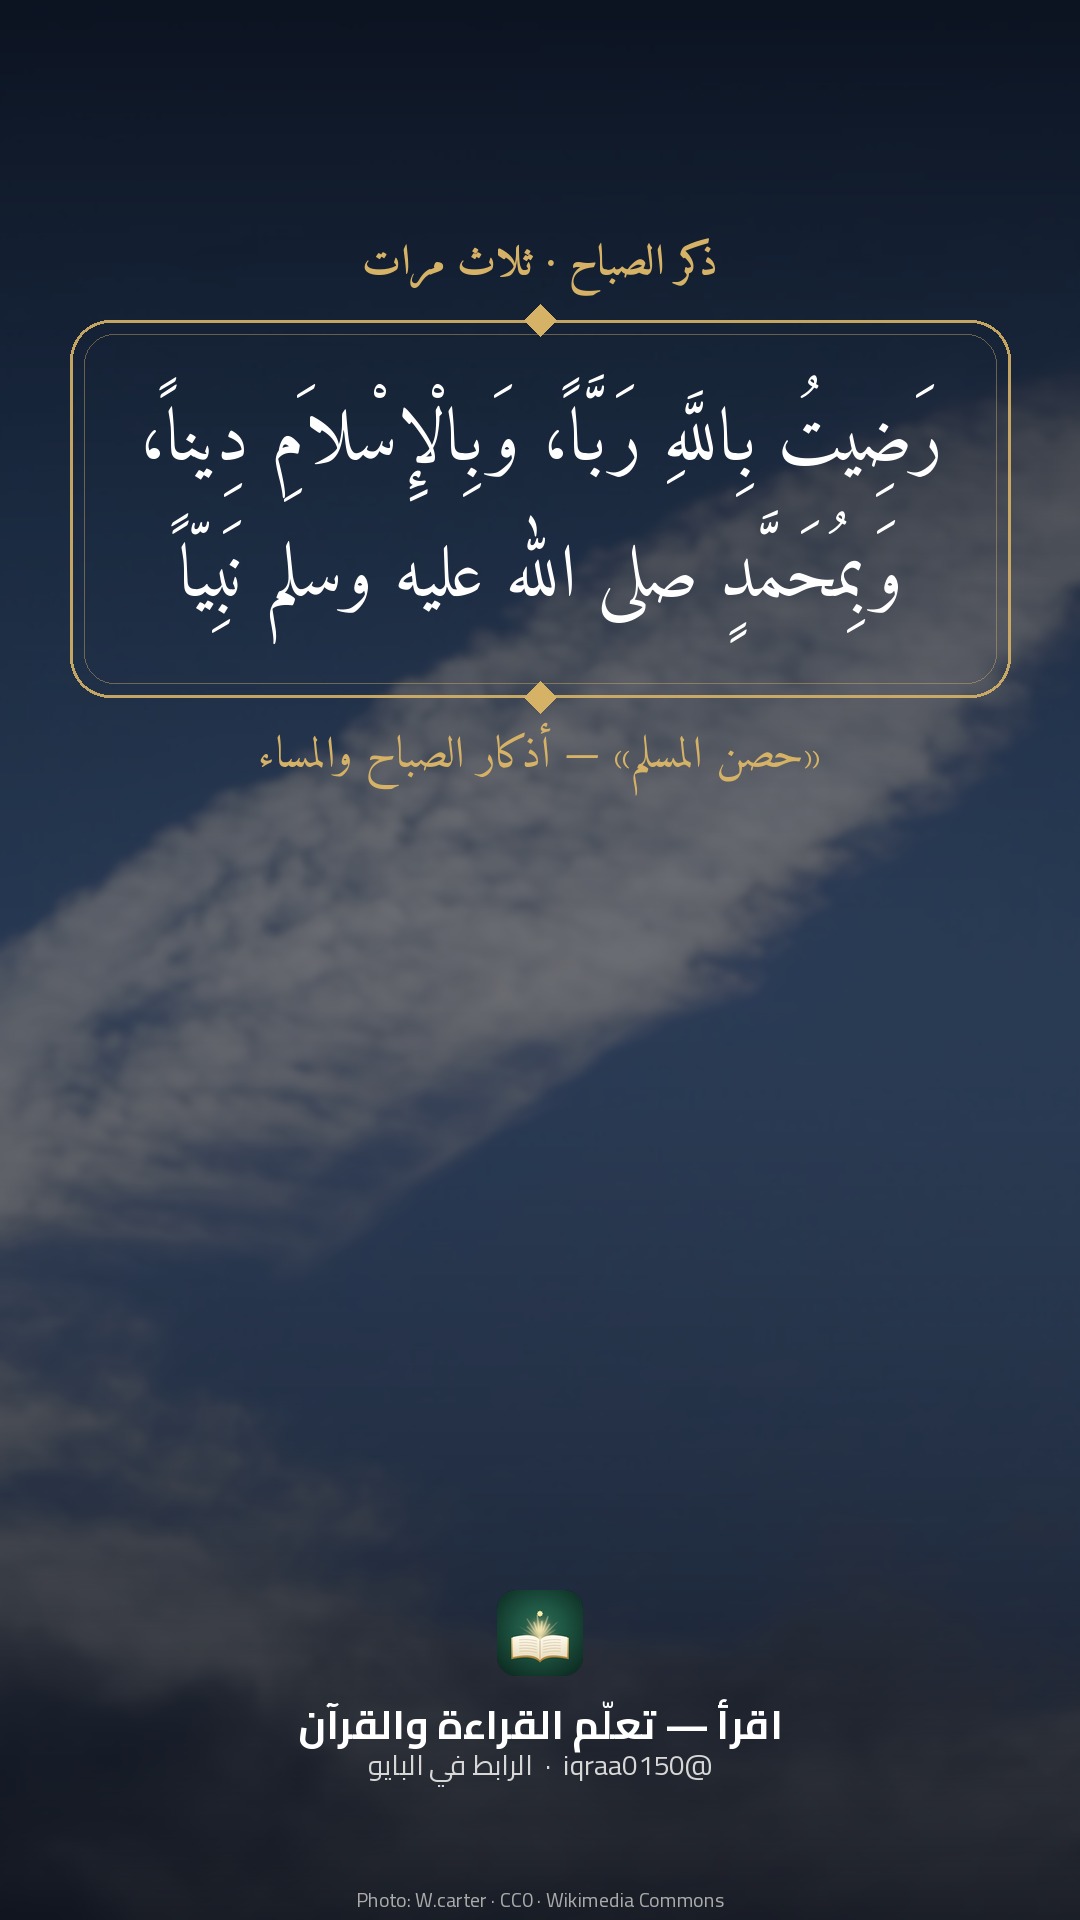 ذكر الصباح · ثلاث مرات
رَضِيتُ بِاللَّهِ رَبَّاً، وَبِالْإِسْلاَمِ دِيناً،
وَبِمُحَمَّدٍ صلى الله عليه وسلم نَبِيّاً
«حصن المسلم» — أذكار الصباح والمساء
اقرأ — تعلّم القراءة والقرآن
@iqraa0150 · الرابط في البايو
Photo: W.carter · CC0 · Wikimedia Commons